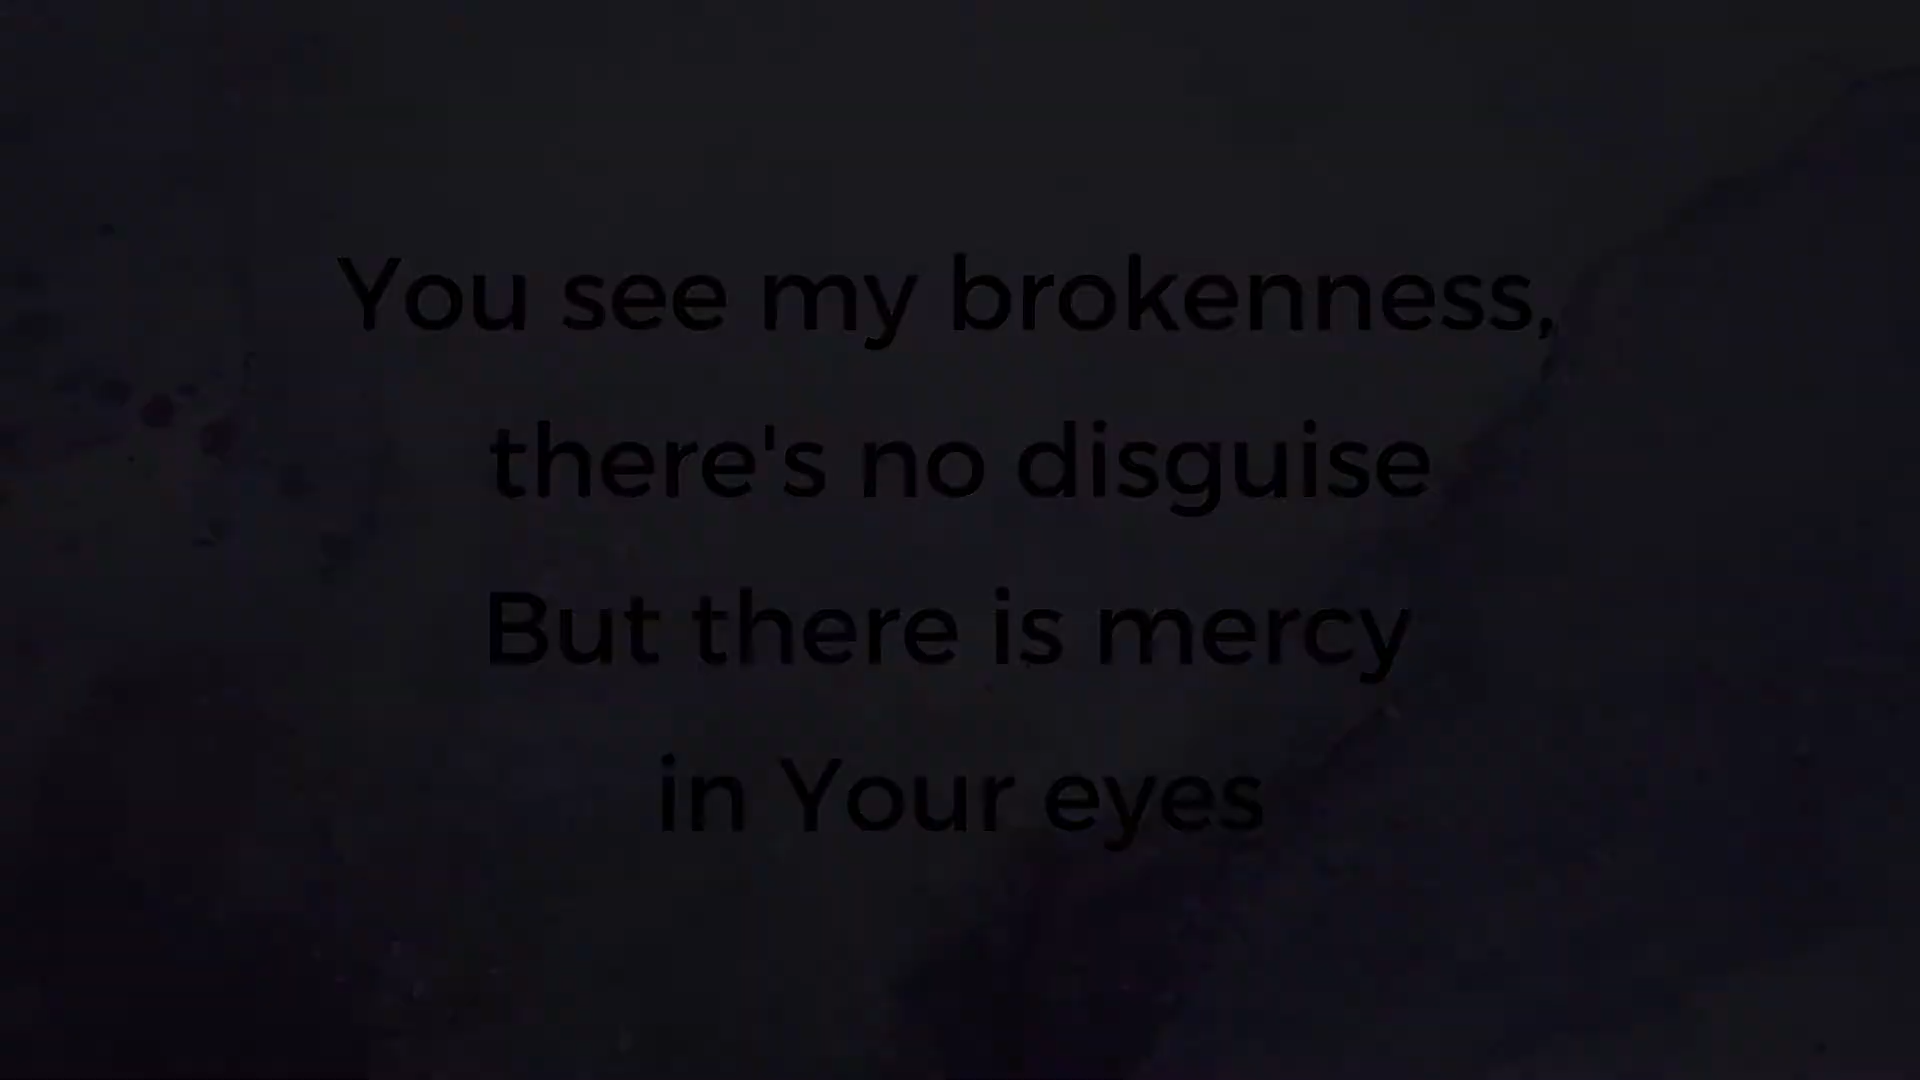 You see my brokenness,
there's no disguise
But there is mercy
in Your eyes